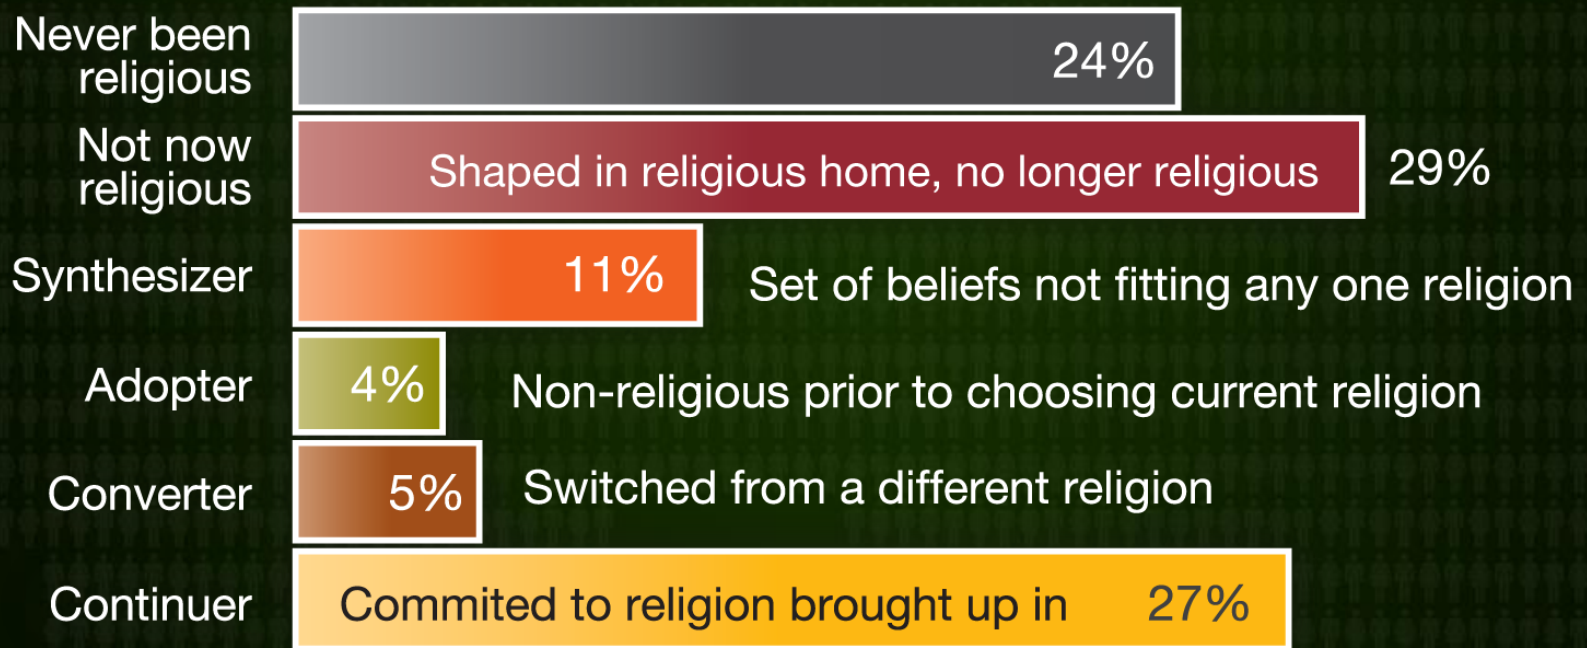 Never been
religious
24%
Not now
religious
Shaped in religious home, no longer religious
29%
Synthesizer
11%
Set of beliefs not fitting any one religion
Adopter
4%
Non-religious prior to choosing current religion
Converter
5%
Switched from a different religion
Continuer
Commited to religion brought up in
27%